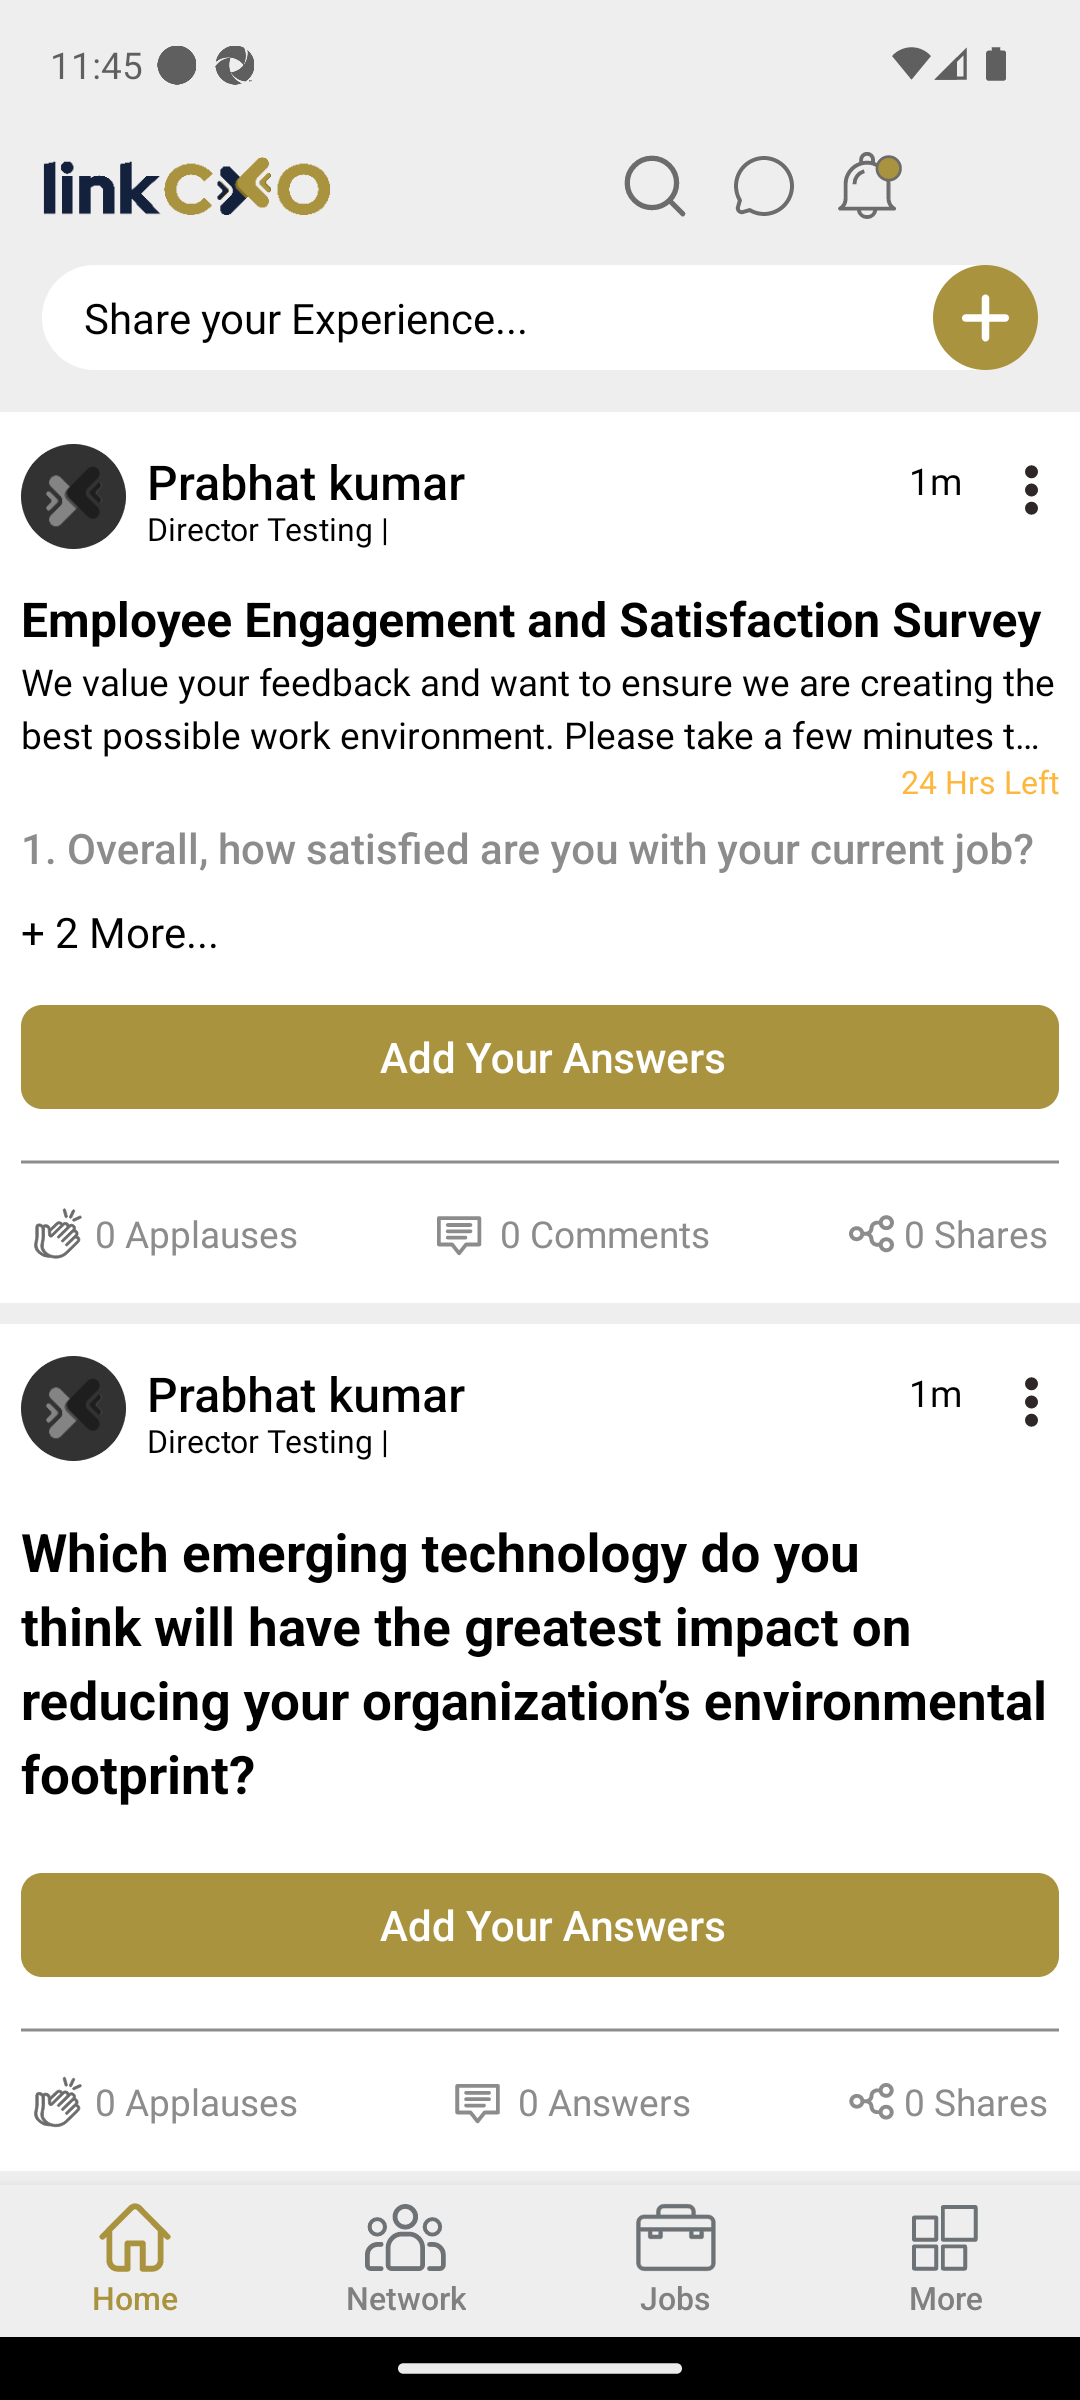 11:45
linkCXO
Share your Experience...
Prabhat kumar
1m
Director Testing |
Employee Engagement and Satisfaction Survey
We value your feedback and want to ensure we are creating the
best possible work environment. Please take a few minutes t...
24 Hrs Left
1. Overall, how satisfied are you with your current job?
+ 2 More...
Add Your Answers
0 Applauses 0 Comments 0 Shares
Prabhat kumar
1m
Director Testing |
Which emerging technology do you
think will have the greatest impact on
reducing your organization’s environmental
footprint?
Add Your Answers
0 Applauses 0 Answers 0 Shares
Home Network Jobs More